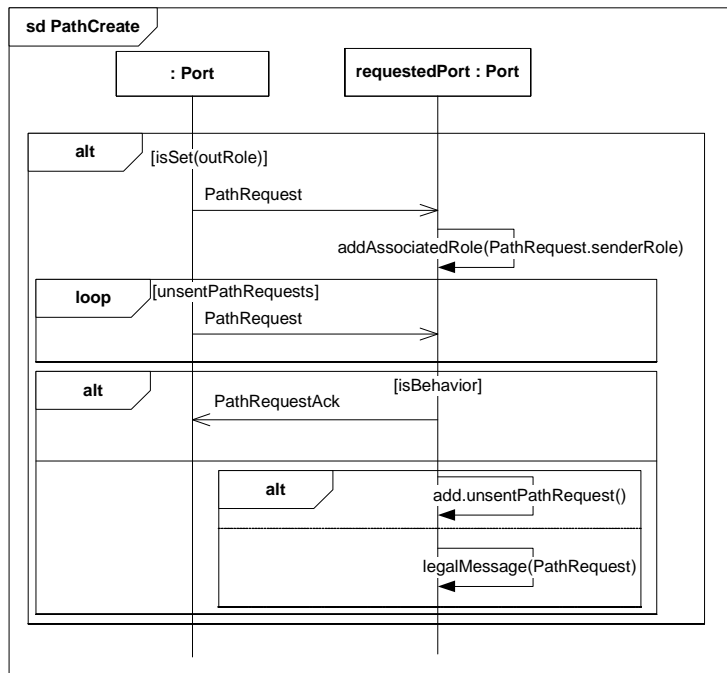 sd PathCreate
: Port
requestedPort : Port
alt
[isSet(outRole)]
PathRequest
addAssociatedRole(PathRequest.senderRole)
loop
[unsentPathRequests]
PathRequest
alt
[isBehavior]
PathRequestAck
alt
add.unsentPathRequest()
legalMessage(PathRequest)